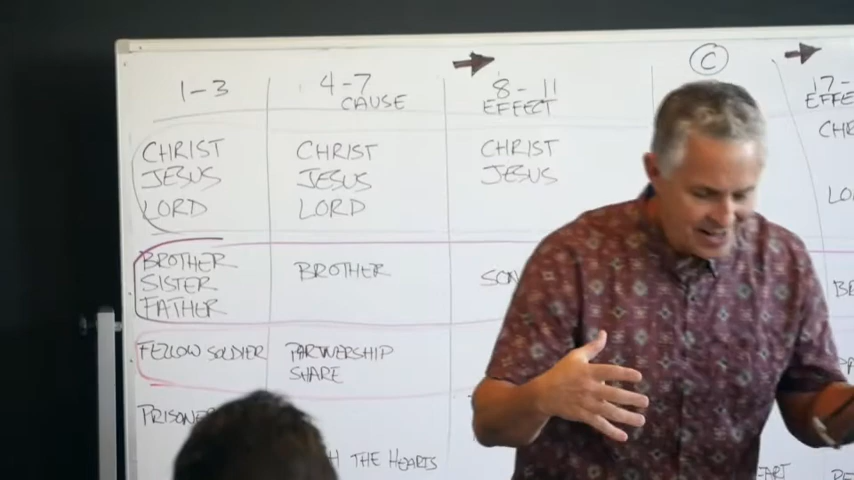 1-3
CHRIST
JESUS
LORD
BROTHER
SISTER
FATHER
FELLOW SOLDIER
4-7
CAUSE
CHRIST
JESUS
LORD
BROTHER
PARTNERSHIP
SHARE
THE HEARTS
8-11
EFFECT
CHRIST
JESUS
C
17-
EFFE